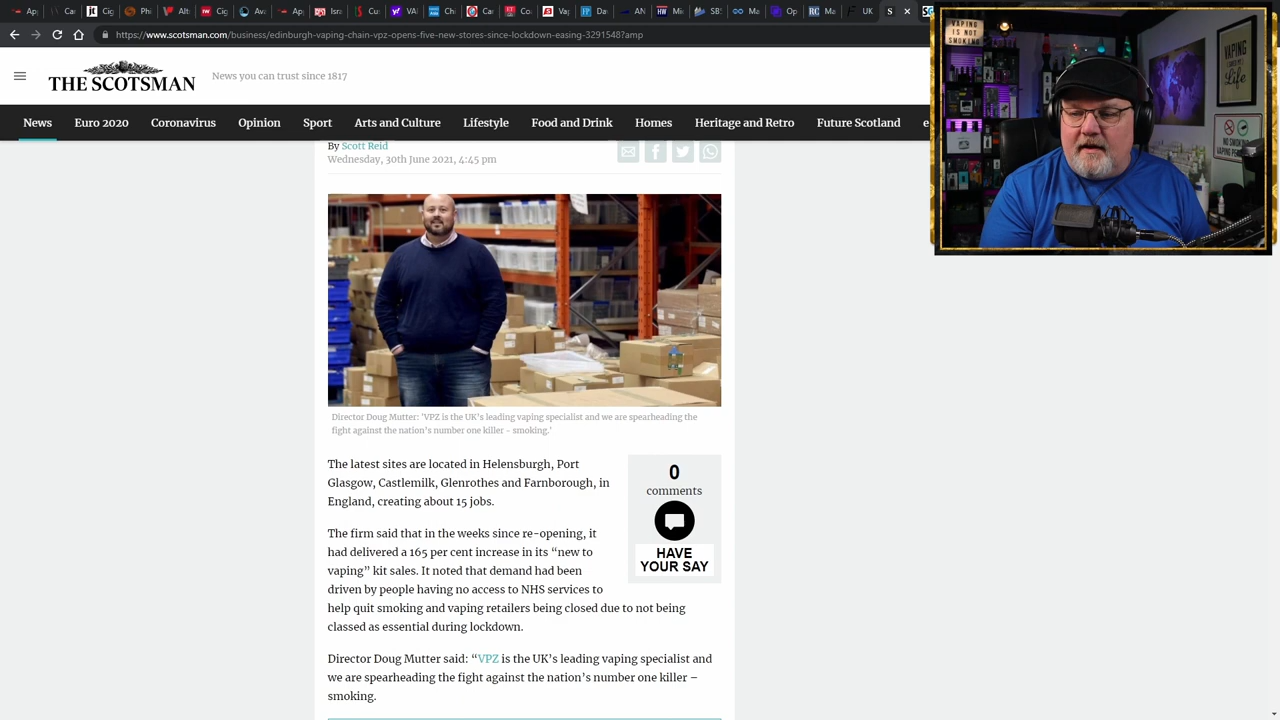 https://www.scotsman.com/business/edinburgh-vaping-chain-vpz-opens-five-new-stores-since-lockdown-easing-3291548?amp
THE SCOTSMAN
News you can trust since 1817
News Euro 2020 Coronavirus Opinion Sport Arts and Culture Lifestyle Food and Drink Homes Heritage and Retro Future Scotland
By Scott Reid
Wednesday, 30th June 2021, 4:45 pm
Director Doug Mutter: 'VPZ is the UK's leading vaping specialist and we are spearheading the
fight against the nation's number one killer - smoking.'
The latest sites are located in Helensburgh, Port
Glasgow, Castlemilk, Glenrothes and Farnborough, in
England, creating about 15 jobs.
The firm said that in the weeks since re-opening, it
had delivered a 165 per cent increase in its “new to
vaping” kit sales. It noted that demand had been
driven by people having no access to NHS services to
help quit smoking and vaping retailers being closed due to not being
classed as essential during lockdown.
Director Doug Mutter said: “VPZ is the UK’s leading vaping specialist and
we are spearheading the fight against the nation’s number one killer –
smoking.
0
comments
HAVE
YOUR SAY
VAPING
IS NOT
SMOKING
VAPING
Life
NO SMOKING